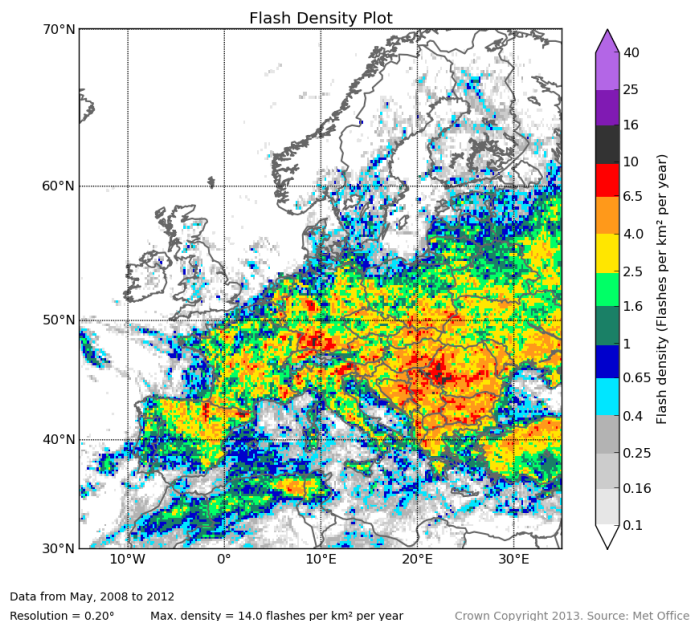 Flash Density Plot
70°N
60°N
50°N
40°N
30°N
10°W
0°
10°E
20°E
30°E
40
25
16
10
6.5
4.0
2.5
1.6
1
0.65
0.4
0.25
0.16
0.1
Flash density (Flashes per km² per year)
Data from May, 2008 to 2012
Resolution = 0.20° Max. density = 14.0 flashes per km² per year Crown Copyright 2013. Source: Met Office